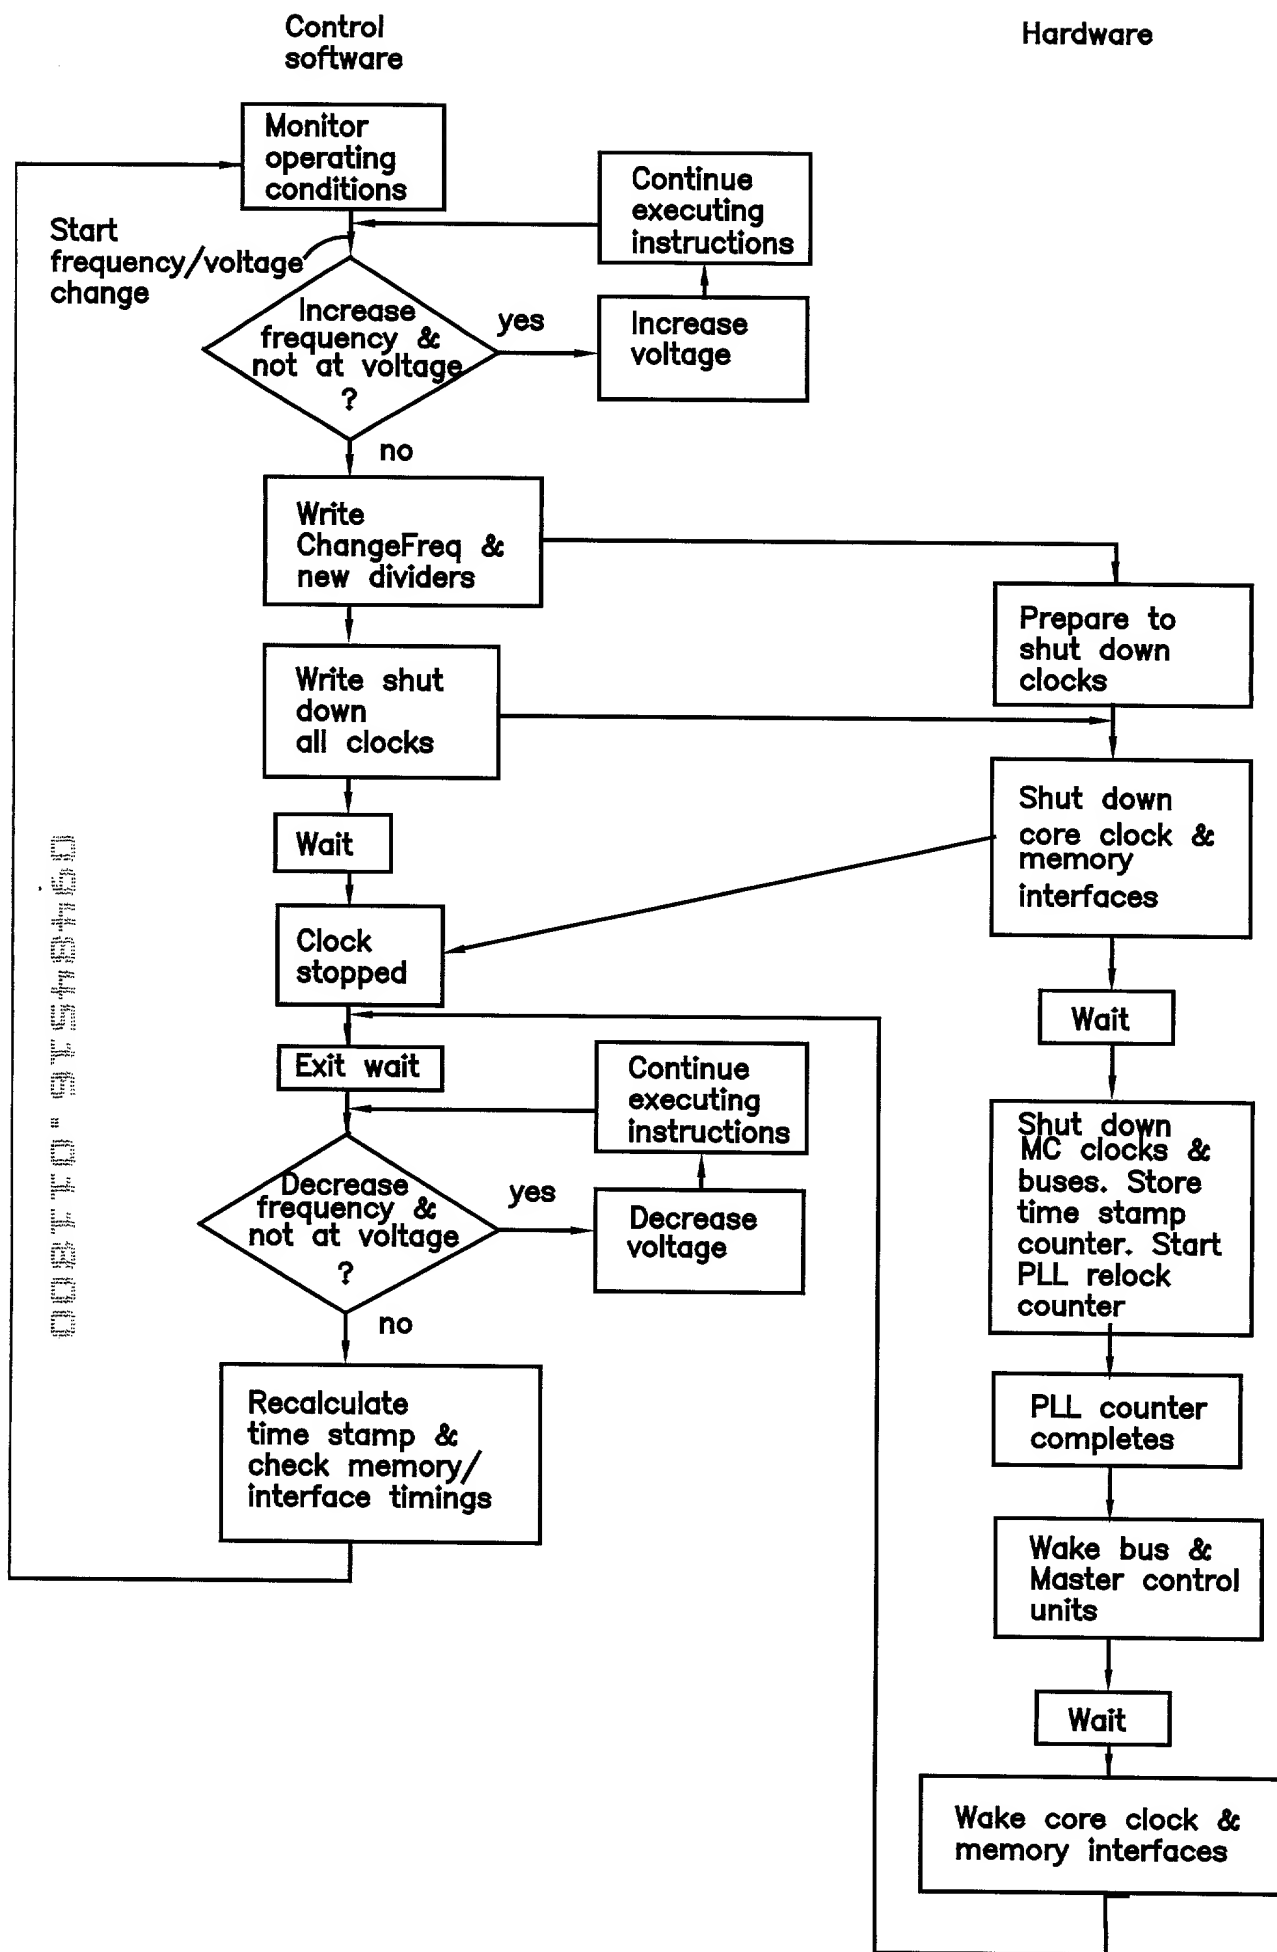 Control
software
Hardware
Monitor
operating
conditions
Continue
executing
instructions
Start
frequency/voltage
change
Increase
frequency &
not at voltage
?
yes
Increase
voltage
no
Write
ChangeFreq &
new dividers
Prepare to
shut down
clocks
Write shut
down
all clocks
Shut down
core clock &
memory
interfaces
Wait
Clock
stopped
Wait
Exit wait
Continue
executing
instructions
Shut down
MC clocks &
buses. Store
time stamp
counter. Start
PLL relock
counter
Decrease
frequency &
not at voltage
?
yes
Decrease
voltage
no
Recalculate
time stamp &
check memory/
interface timings
PLL counter
completes
Wake bus &
Master control
units
Wait
Wake core clock &
memory interfaces
09484516.011800